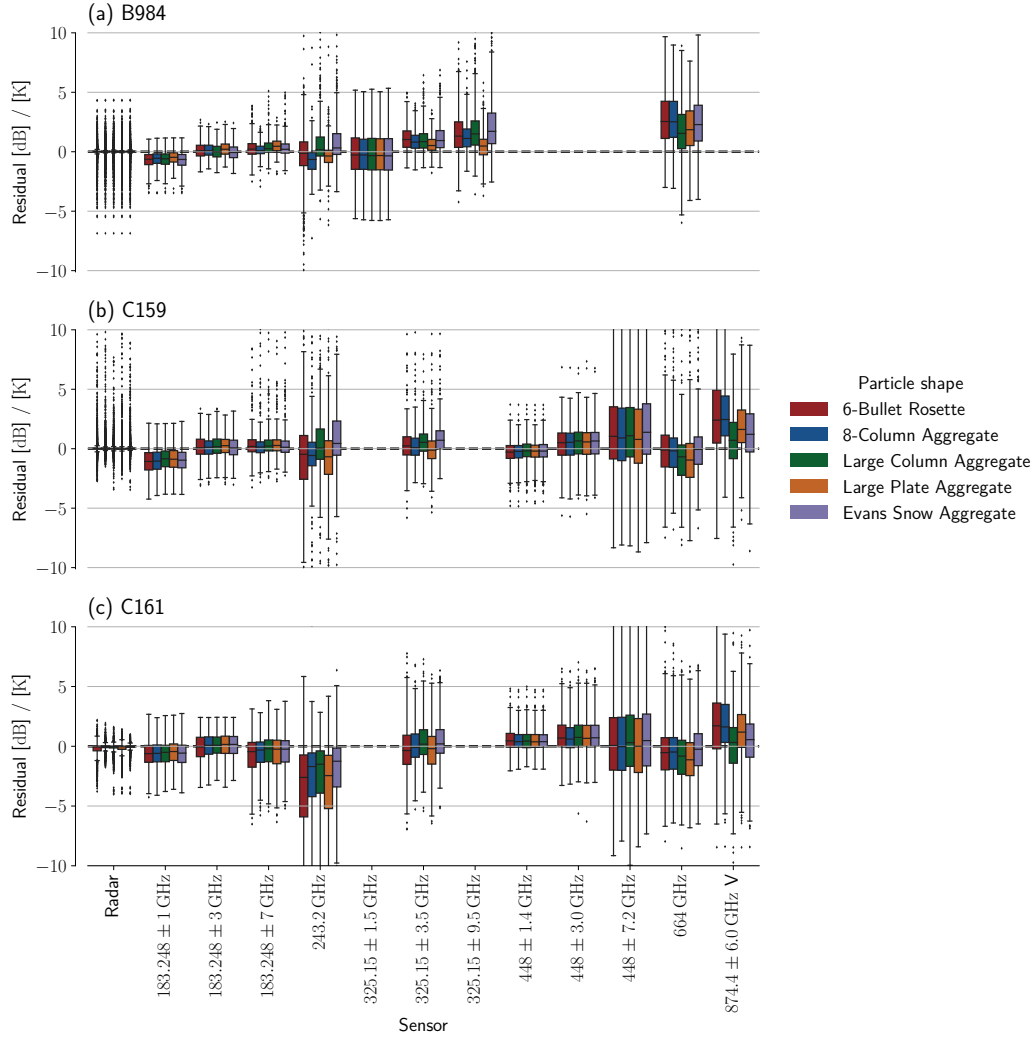 (a) B984
10
5
0
−5
−10
Residual [dB] / [K]
(b) C159
10
5
0
−5
−10
Residual [dB] / [K]
Particle shape
6-Bullet Rosette
8-Column Aggregate
Large Column Aggregate
Large Plate Aggregate
Evans Snow Aggregate
(c) C161
10
5
0
−5
−10
Residual [dB] / [K]
Radar
183.248 ± 1 GHz
183.248 ± 3 GHz
183.248 ± 7 GHz
243.2 GHz
325.15 ± 1.5 GHz
325.15 ± 3.5 GHz
325.15 ± 9.5 GHz
448 ± 1.4 GHz
448 ± 3.0 GHz
448 ± 7.2 GHz
664 GHz
874.4 ± 6.0 GHz V
Sensor